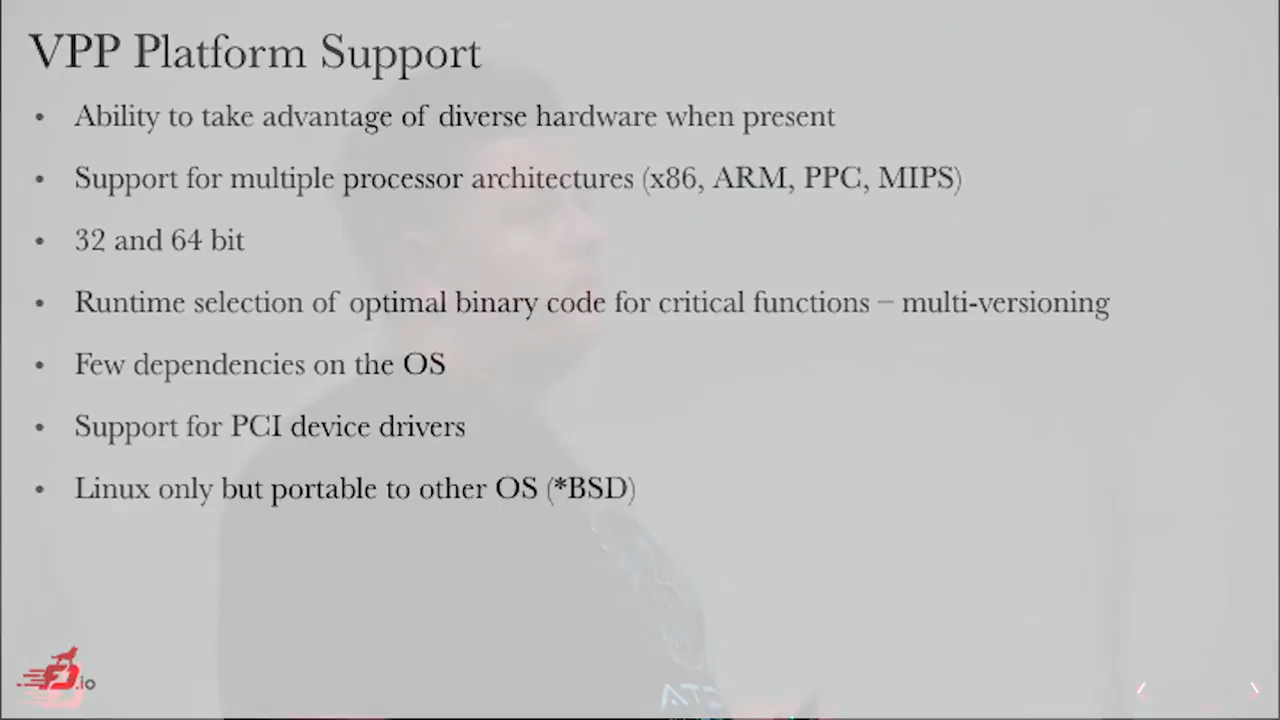 VPP Platform Support
• Ability to take advantage of diverse hardware when present
• Support for multiple processor architectures (x86, ARM, PPC, MIPS)
• 32 and 64 bit
• Runtime selection of optimal binary code for critical functions – multi-versioning
• Few dependencies on the OS
• Support for PCI device drivers
• Linux only but portable to other OS (*BSD)
.io